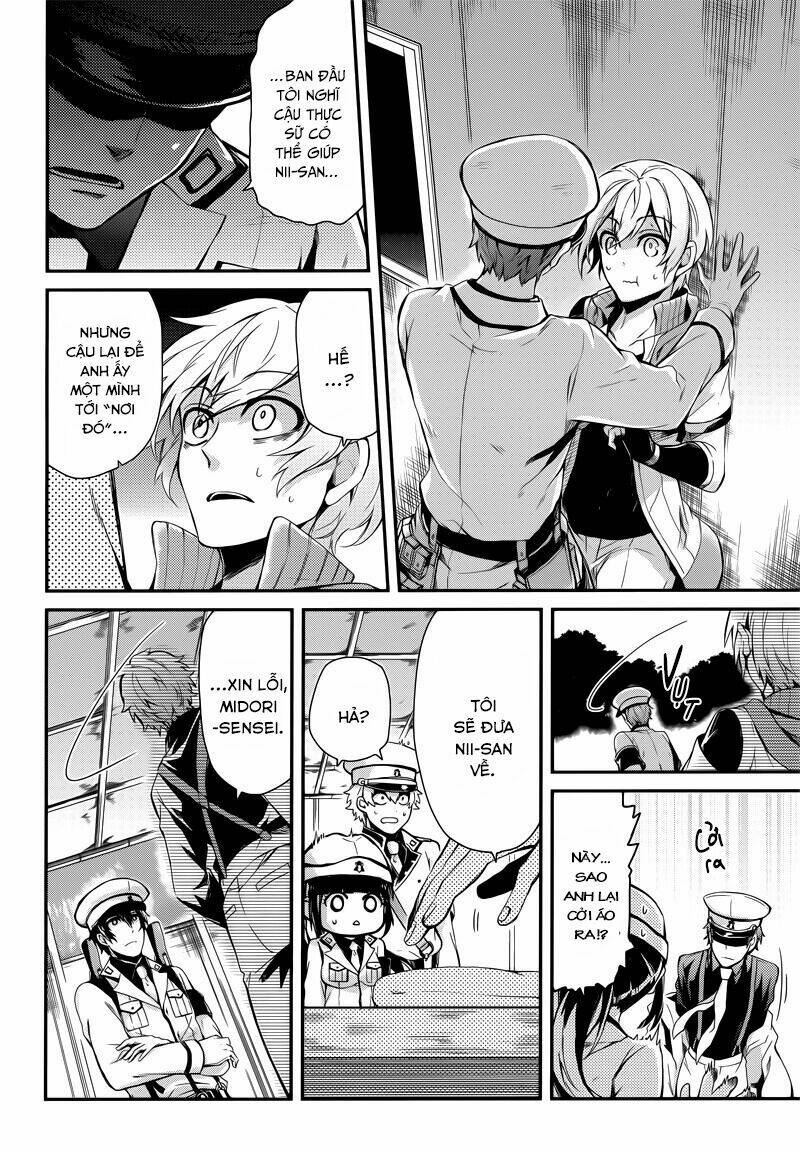 ...BAN ĐẦU
TÔI NGHĨ
CẬU THỰC
SỮ CÓ
THỂ GIÚP
NII-SAN...
HẾ
...?
NHƯNG
CẬU LẠI ĐỂ
ANH ẤY
MỘT MÌNH
TỚI "NƠI
ĐÓ"...
VỤT
CỞI
RA
NÀY...
SAO
ANH LẠI
CỞI ÁO
RA!?
TÔI
SẼ ĐƯA
NII-SAN
VỀ.
HẢ?
...XIN LỖI,
MIDORI
-SENSEI.